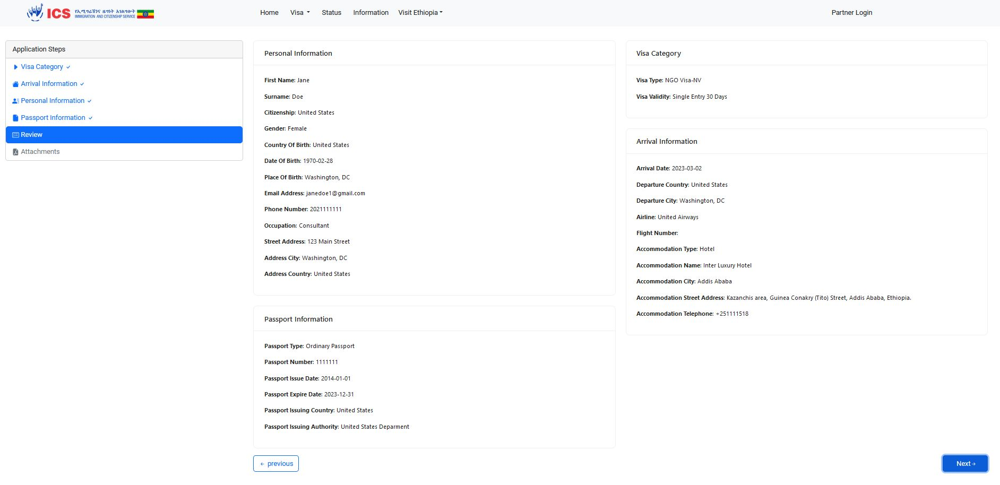 ICS
የኢሚግሬሽንና ዜግነት አገልግሎት
IMMIGRATION AND CITIZENSHIP SERVICE
Home
Visa
Status
Information
Visit Ethiopia
Partner Login
Application Steps
Visa Category
Arrival Information
Personal Information
Passport Information
Review
Attachments
Personal Information
First Name: Jane
Surname: Doe
Citizenship: United States
Gender: Female
Country Of Birth: United States
Date Of Birth: 1970-02-28
Place Of Birth: Washington, DC
Email Address: janedoe1@gmail.com
Phone Number: 2021111111
Occupation: Consultant
Street Address: 123 Main Street
Address City: Washington, DC
Address Country: United States
Passport Information
Passport Type: Ordinary Passport
Passport Number: 1111111
Passport Issue Date: 2014-01-01
Passport Expire Date: 2023-12-31
Passport Issuing Country: United States
Passport Issuing Authority: United States Deparment
Visa Category
Visa Type: NGO Visa-NV
Visa Validity: Single Entry 30 Days
Arrival Information
Arrival Date: 2023-03-02
Departure Country: United States
Departure City: Washington, DC
Airline: United Airways
Flight Number:
Accommodation Type: Hotel
Accommodation Name: Inter Luxury Hotel
Accommodation City: Addis Ababa
Accommodation Street Address: Kazanchis area, Guinea Conakry (Tito) Street, Addis Ababa, Ethiopia.
Accommodation Telephone: +251111518
← previous
Next→